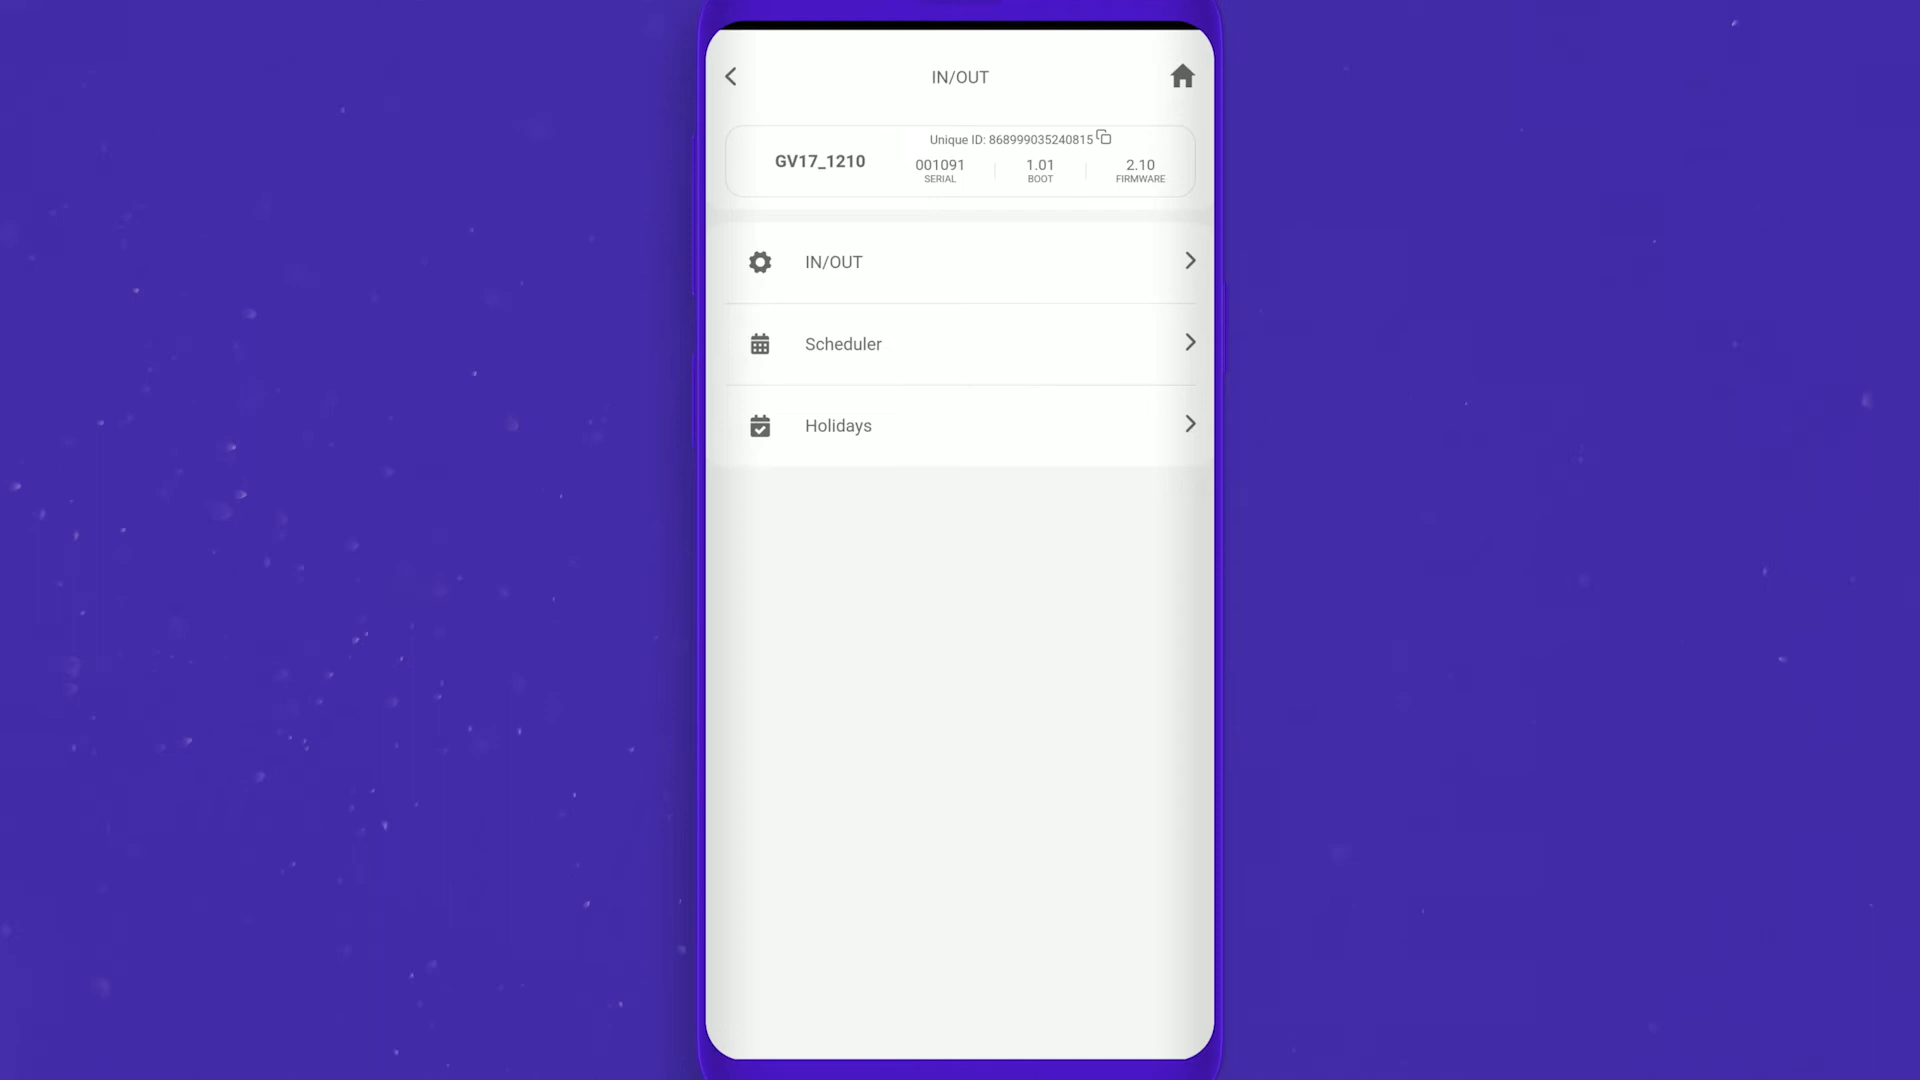 IN/OUT
Unique ID: 868999035240815
GV17_1210
001091 1.01 2.10
SERIAL BOOT FIRMWARE
IN/OUT
Scheduler
Holidays